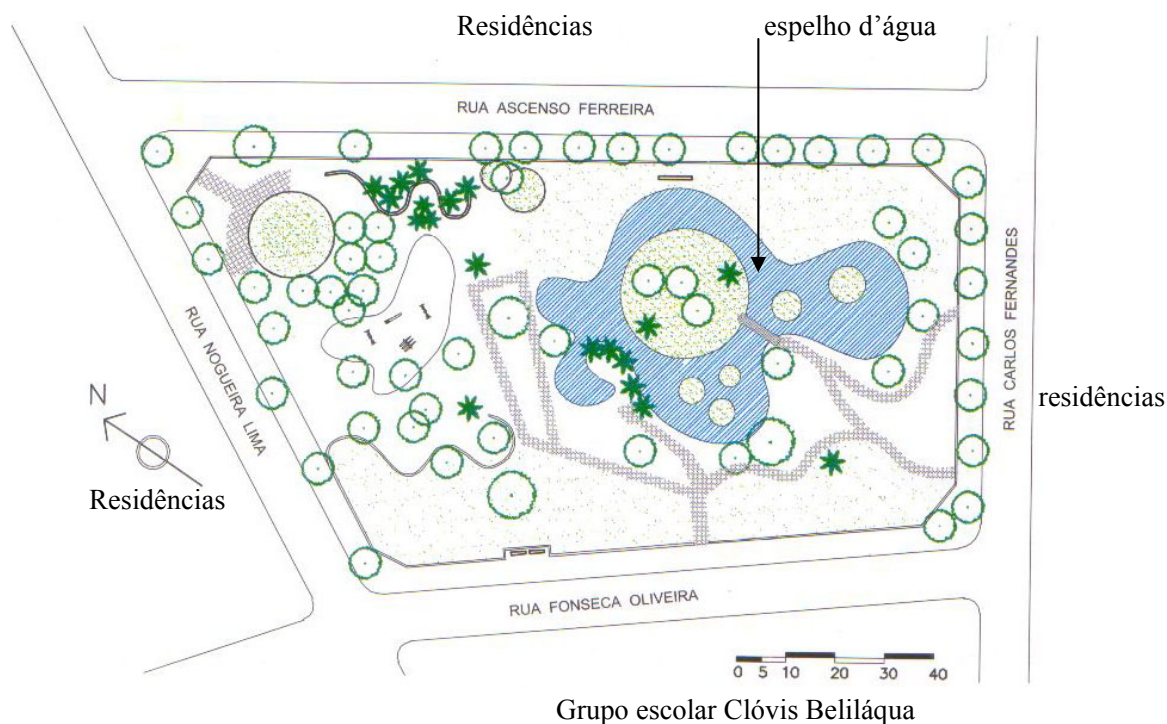 Residências espelho d’água
RUA ASCENSO FERREIRA
RUA CARLOS FERNANDES
RUA NOGUEIRA LIMA
residências
N
Residências
RUA FONSECA OLIVEIRA
0 5 10 20 30 40
Grupo escolar Clóvis Beliláqua